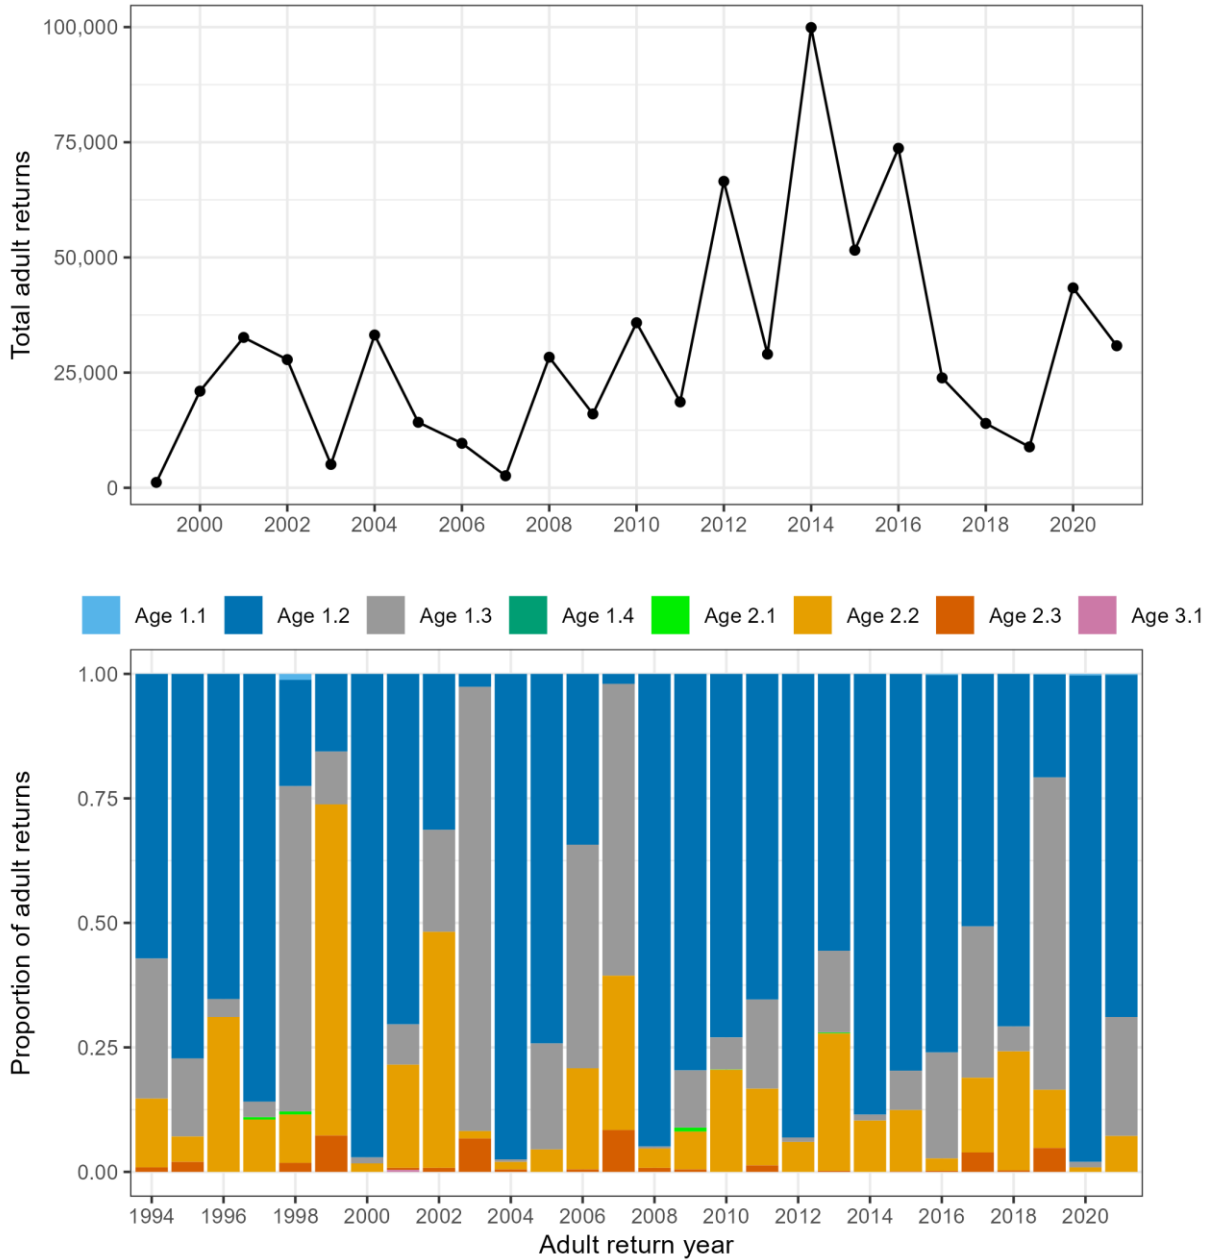 Total adult returns
100,000
75,000
50,000
25,000
0
2000 2002 2004 2006 2008 2010 2012 2014 2016 2018 2020
Age 1.1 Age 1.2 Age 1.3 Age 1.4 Age 2.1 Age 2.2 Age 2.3 Age 3.1
Proportion of adult returns
1.00
0.75
0.50
0.25
0.00
1994 1996 1998 2000 2002 2004 2006 2008 2010 2012 2014 2016 2018 2020
Adult return year